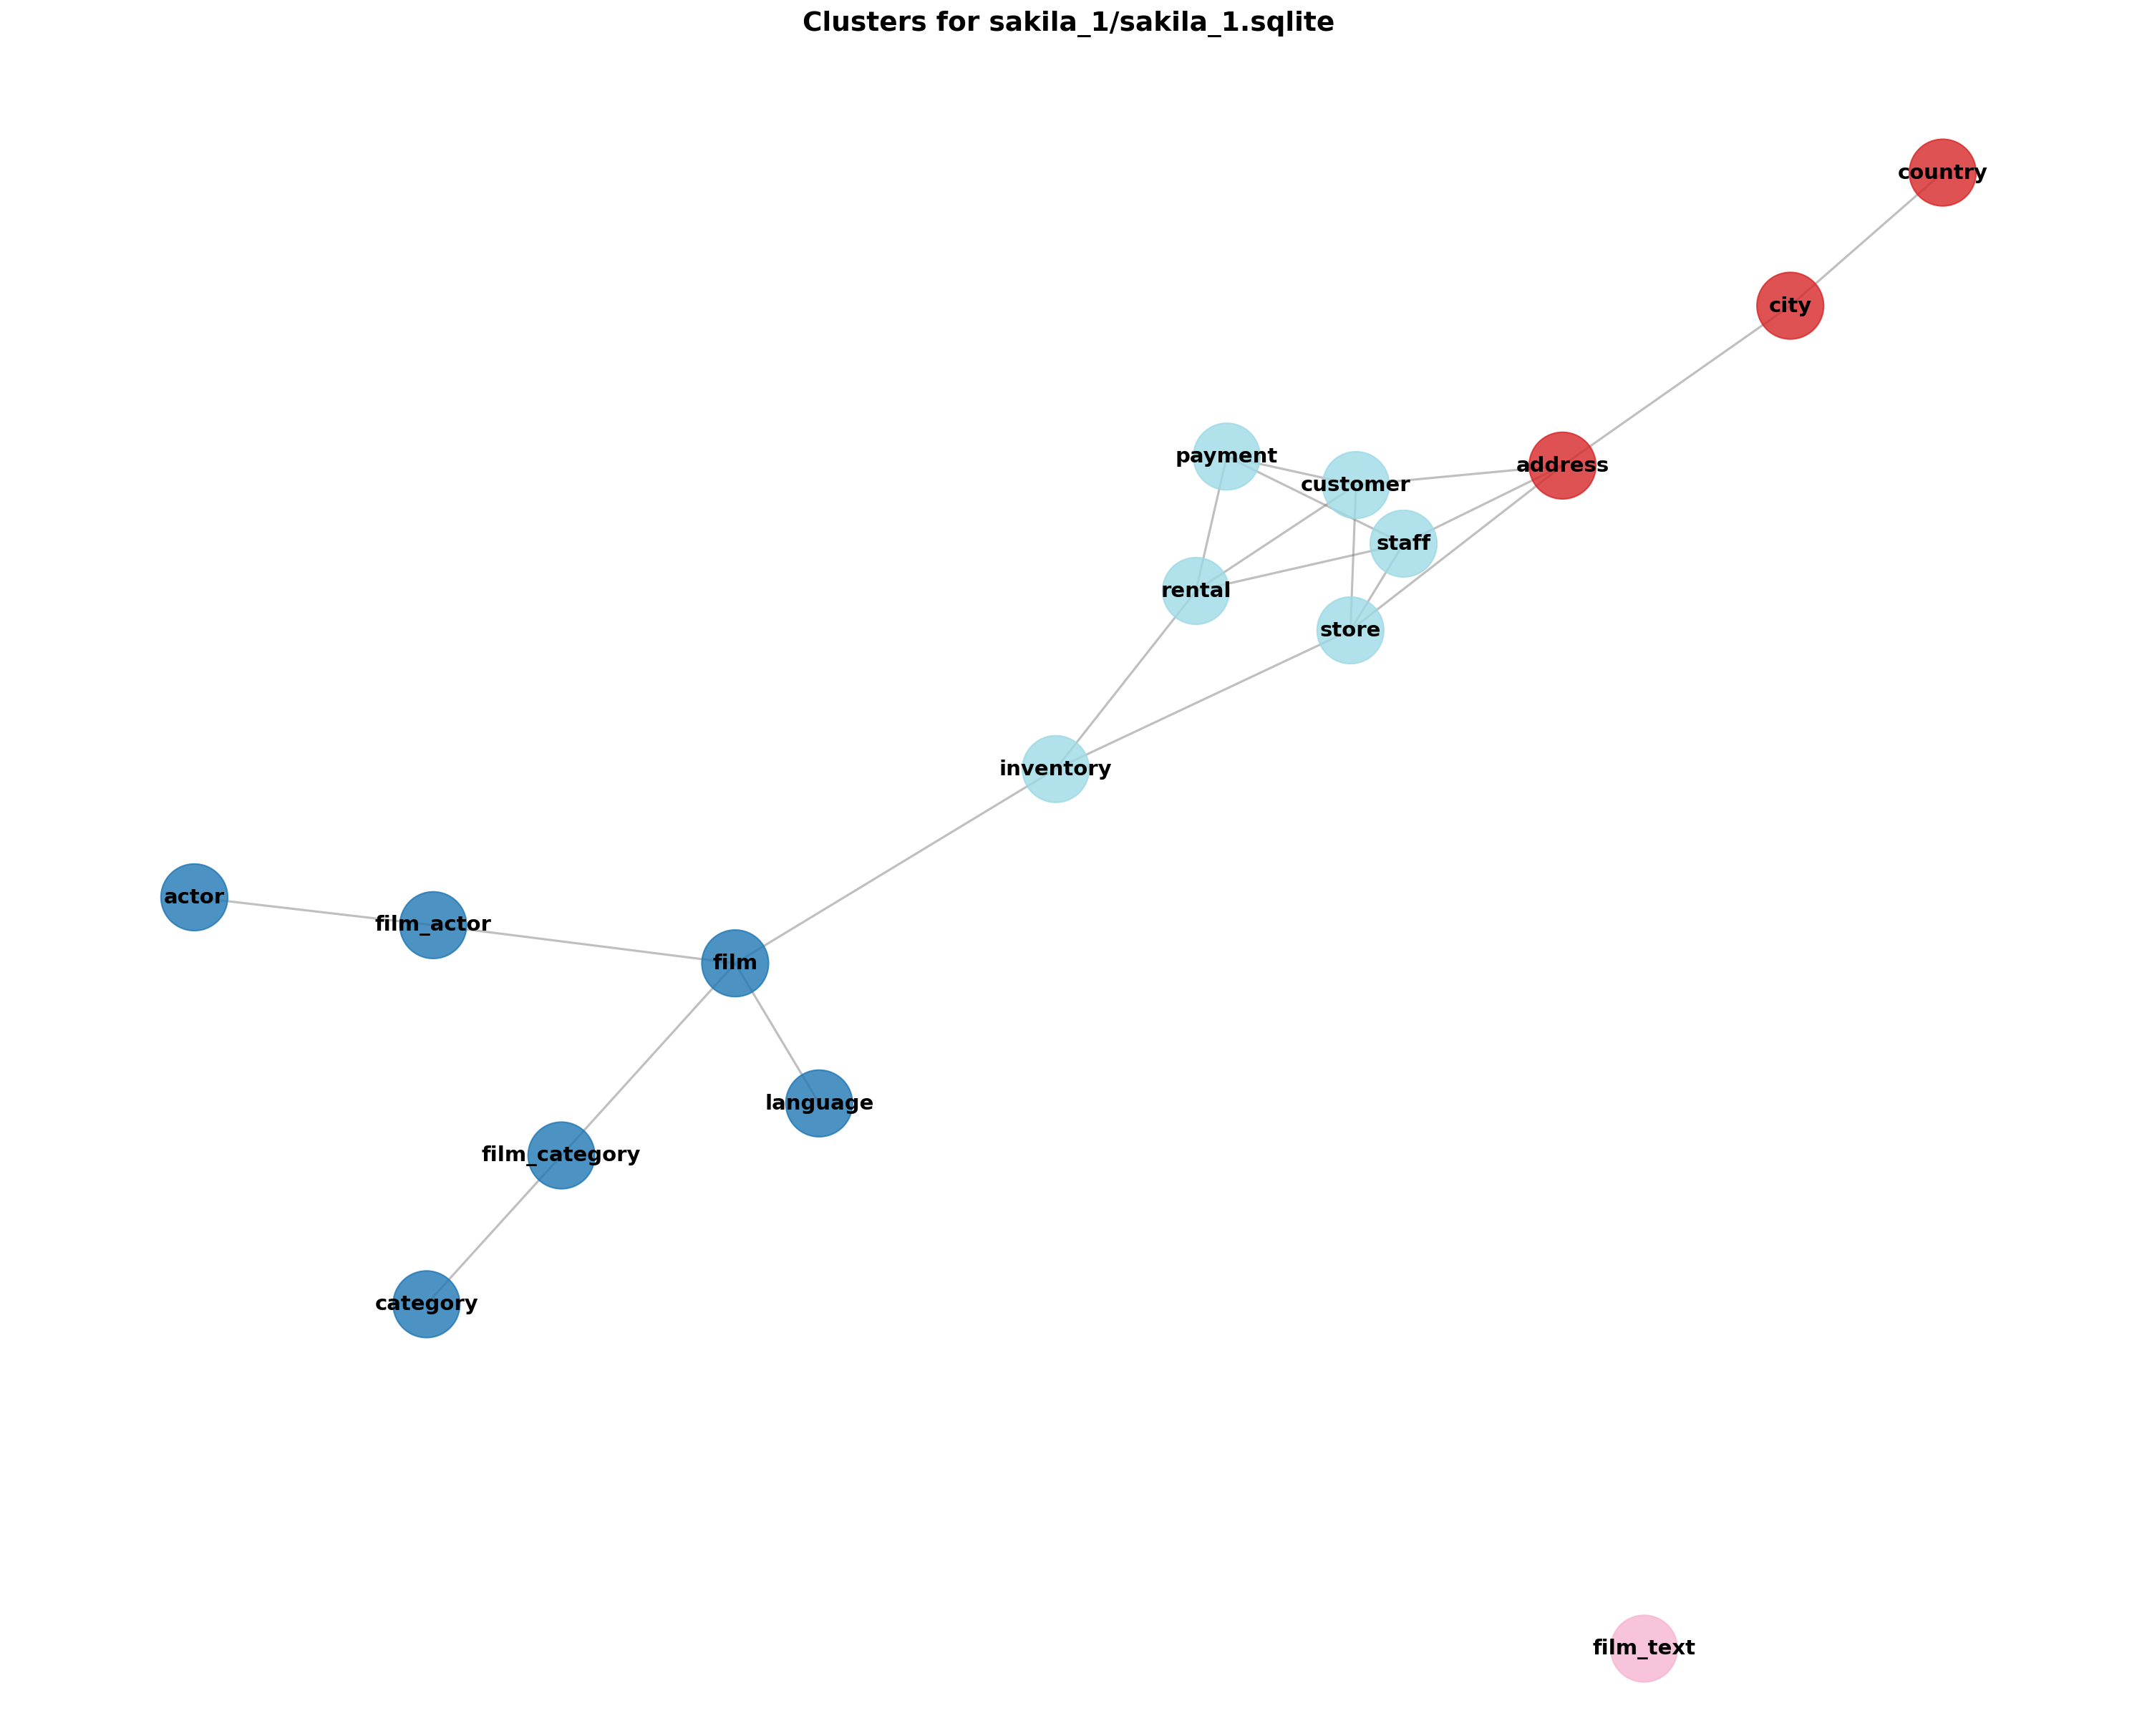 Clusters for sakila_1/sakila_1.sqlite
country
city
payment
customer
address
staff
rental
store
inventory
actor
film_actor
film
language
film_category
category
film_text